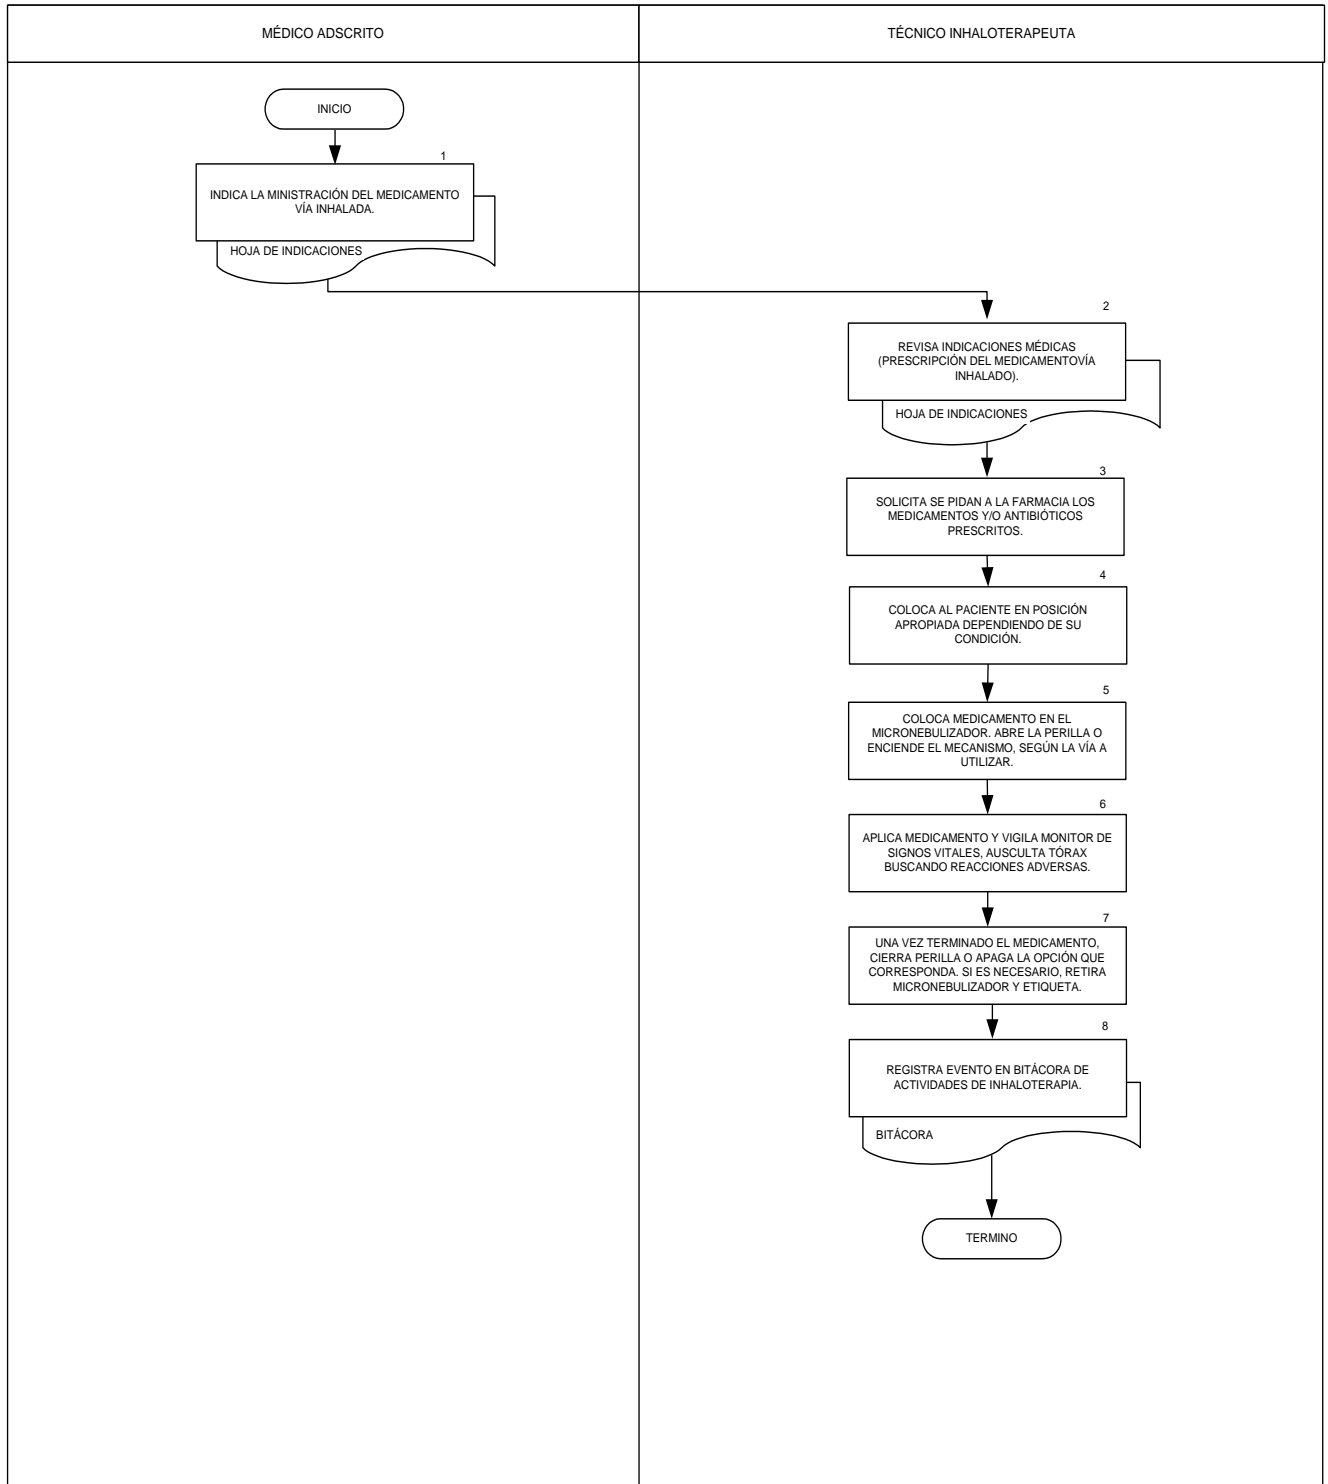 MÉDICO ADSCRITO
TÉCNICO INHALOTERAPEUTA
INICIO
1
INDICA LA MINISTRACIÓN DEL MEDICAMENTO
VÍA INHALADA.
HOJA DE INDICACIONES
2
REVISA INDICACIONES MÉDICAS
(PRESCRIPCIÓN DEL MEDICAMENTOVÍA
INHALADO).
HOJA DE INDICACIONES
3
SOLICITA SE PIDAN A LA FARMACIA LOS
MEDICAMENTOS Y/O ANTIBIÓTICOS
PRESCRITOS.
4
COLOCA AL PACIENTE EN POSICIÓN
APROPIADA DEPENDIENDO DE SU
CONDICIÓN.
5
COLOCA MEDICAMENTO EN EL
MICRONEBULIZADOR. ABRE LA PERILLA O
ENCIENDE EL MECANISMO, SEGÚN LA VÍA A
UTILIZAR.
6
APLICA MEDICAMENTO Y VIGILA MONITOR DE
SIGNOS VITALES, AUSCULTA TÓRAX
BUSCANDO REACCIONES ADVERSAS.
7
UNA VEZ TERMINADO EL MEDICAMENTO,
CIERRA PERILLA O APAGA LA OPCIÓN QUE
CORRESPONDA. SI ES NECESARIO, RETIRA
MICRONEBULIZADOR Y ETIQUETA.
8
REGISTRA EVENTO EN BITÁCORA DE
ACTIVIDADES DE INHALOTERAPIA.
BITÁCORA
TERMINO